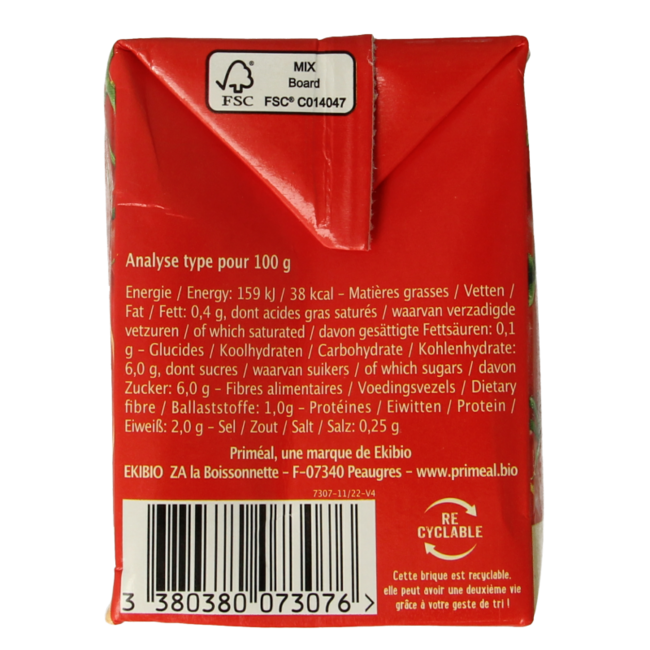 MIX
Board
FSC
FSC® C014047
Analyse type pour 100 g
Energie / Energy: 159 kJ / 38 kcal – Matières grasses / Vetten /
Fat / Fett: 0,4 g, dont acides gras saturés / waarvan verzadigde
vetzuren / of which saturated / davon gesättigte Fettsäuren: 0,1
g – Glucides / Koolhydraten / Carbohydrate / Kohlenhydrate:
6,0 g, dont sucres / waarvan suikers / of which sugars / davon
Zucker: 6,0 g – Fibres alimentaires / Voedingsvezels / Dietary
fibre / Ballaststoffe: 1,0g – Protéines / Eiwitten / Protein /
Eiweiß: 2,0 g – Sel / Zout / Salt / Salz: 0,25 g
Priméal, une marque de Ekibio
EKIBIO ZA la Boissonnette – F-07340 Peaugres – www.primeal.bio
7307-11/22-V4
RE
CYCLABLE
Cette brique est recyclable.
elle peut avoir une deuxième vie
grâce à votre geste de tri !
3 380380 073076 >